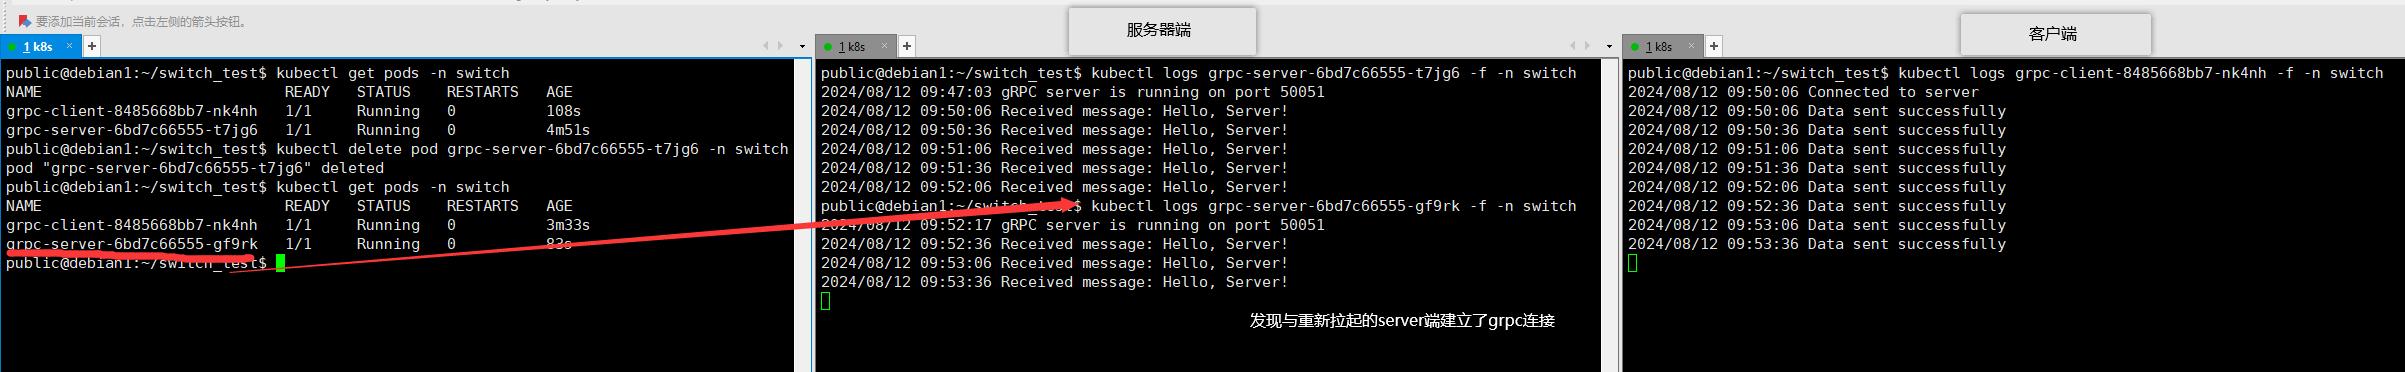 要添加当前会话，点击左侧的箭头按钮。
服务器端
客户端
1 k8s
public@debian1:~/switch_test$ kubectl get pods -n switch
NAME READY STATUS RESTARTS AGE
grpc-client-8485668bb7-nk4nh 1/1 Running 0 108s
grpc-server-6bd7c66555-t7jg6 1/1 Running 0 4m51s
public@debian1:~/switch_test$ kubectl delete pod grpc-server-6bd7c66555-t7jg6 -n switch
pod "grpc-server-6bd7c66555-t7jg6" deleted
public@debian1:~/switch_test$ kubectl get pods -n switch
NAME READY STATUS RESTARTS AGE
grpc-client-8485668bb7-nk4nh 1/1 Running 0 3m33s
grpc-server-6bd7c66555-gf9rk 1/1 Running 0 83s
public@debian1:~/switch_test$
1 k8s
public@debian1:~/switch_test$ kubectl logs grpc-server-6bd7c66555-t7jg6 -f -n switch
2024/08/12 09:47:03 gRPC server is running on port 50051
2024/08/12 09:50:06 Received message: Hello, Server!
2024/08/12 09:50:36 Received message: Hello, Server!
2024/08/12 09:51:06 Received message: Hello, Server!
2024/08/12 09:51:36 Received message: Hello, Server!
2024/08/12 09:52:06 Received message: Hello, Server!
public@debian1:~/switch_test$ kubectl logs grpc-server-6bd7c66555-gf9rk -f -n switch
2024/08/12 09:52:17 gRPC server is running on port 50051
2024/08/12 09:52:36 Received message: Hello, Server!
2024/08/12 09:53:06 Received message: Hello, Server!
2024/08/12 09:53:36 Received message: Hello, Server!
发现与重新拉起的server端建立了grpc连接
1 k8s
public@debian1:~/switch_test$ kubectl logs grpc-client-8485668bb7-nk4nh -f -n switch
2024/08/12 09:50:06 Connected to server
2024/08/12 09:50:06 Data sent successfully
2024/08/12 09:50:36 Data sent successfully
2024/08/12 09:51:06 Data sent successfully
2024/08/12 09:51:36 Data sent successfully
2024/08/12 09:52:06 Data sent successfully
2024/08/12 09:52:36 Data sent successfully
2024/08/12 09:53:06 Data sent successfully
2024/08/12 09:53:36 Data sent successfully